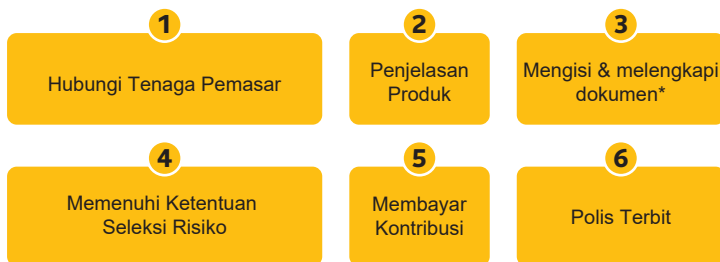 1
Hubungi Tenaga Pemasar
2
Penjelasan
Produk
3
Mengisi & melengkapi
dokumen*
4
Memenuhi Ketentuan
Seleksi Risiko
5
Membayar
Kontribusi
6
Polis Terbit